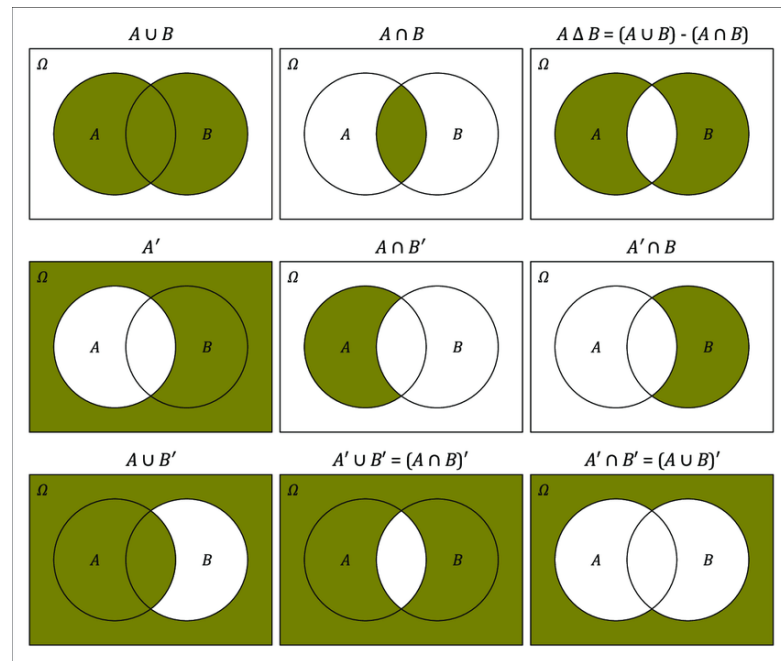 A ∪ B
A ∩ B
A Δ B = (A ∪ B) - (A ∩ B)
Ω
A
B
Ω
A
B
Ω
A
B
A′
A ∩ B′
A′ ∩ B
Ω
A
B
Ω
A
B
Ω
A
B
A ∪ B′
A′ ∪ B′ = (A ∩ B)′
A′ ∩ B′ = (A ∪ B)′
Ω
A
B
Ω
A
B
Ω
A
B